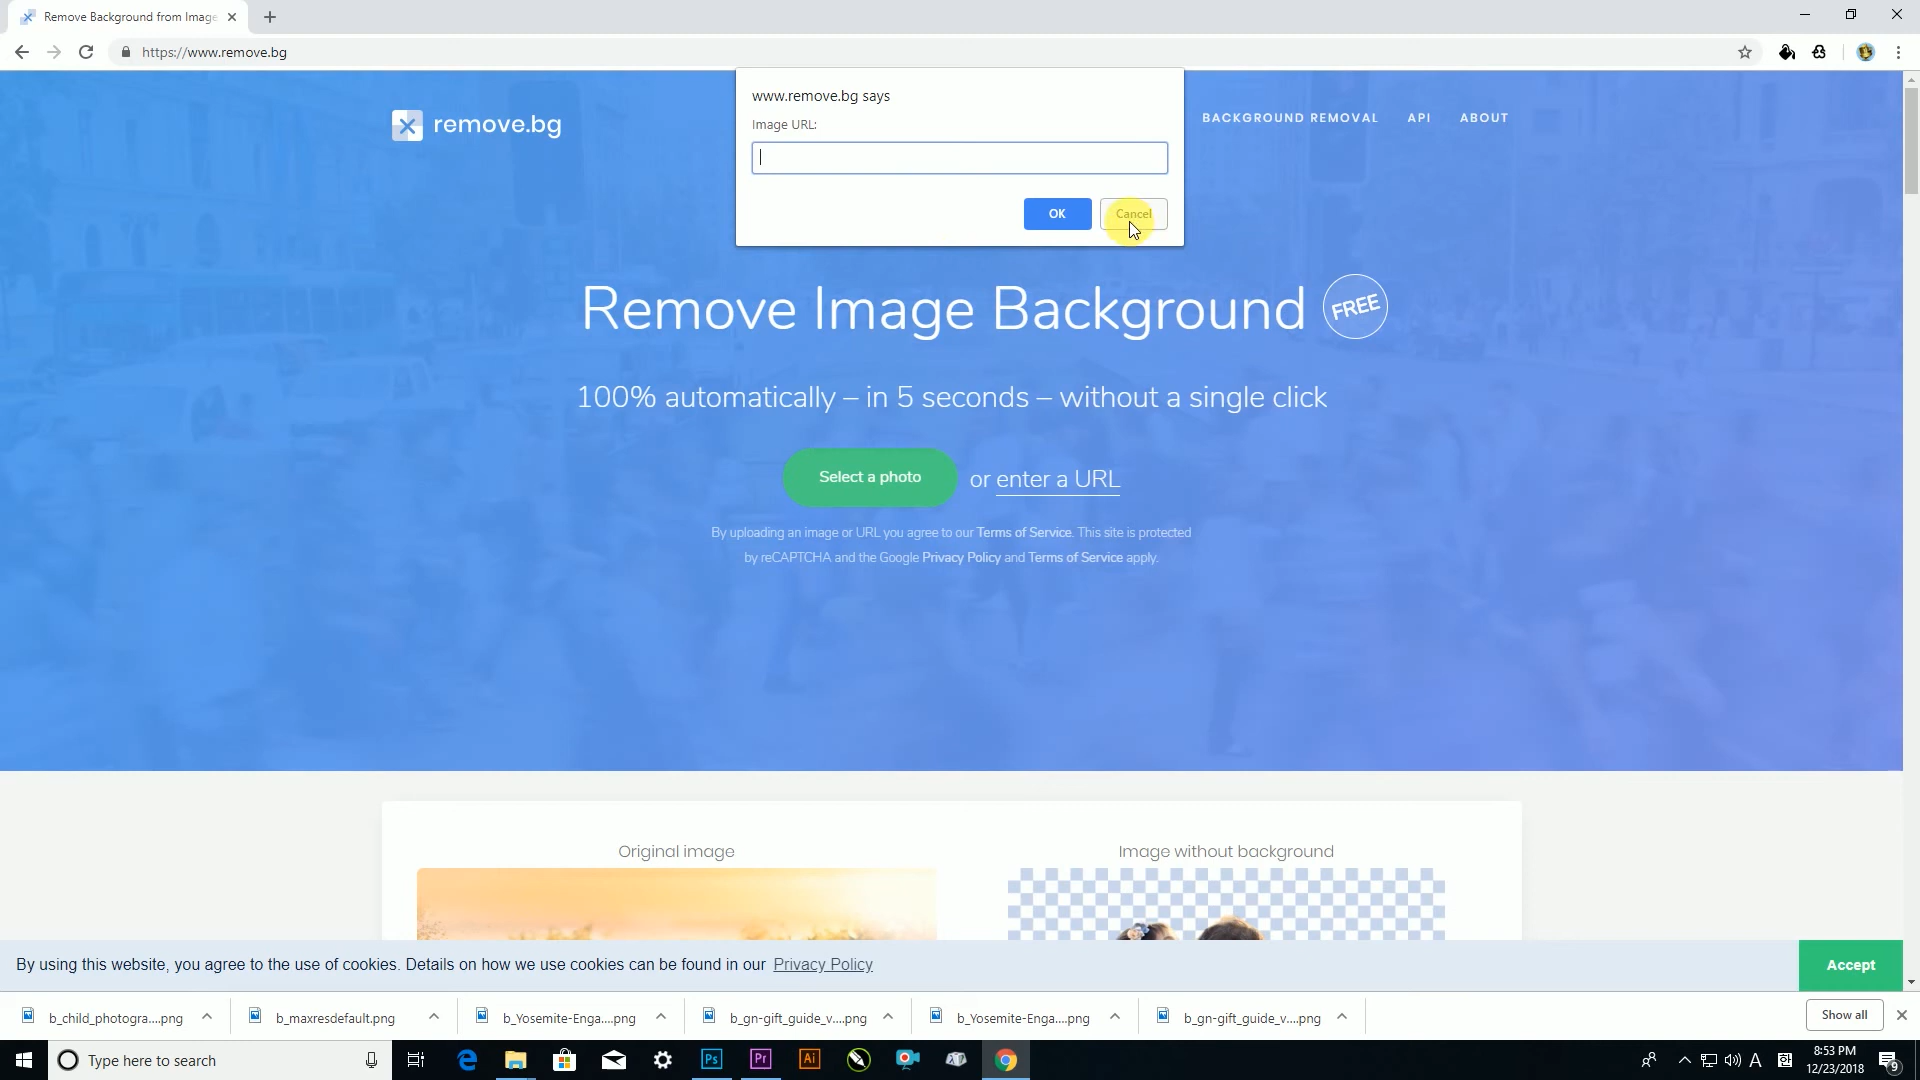 Remove Background from Image
https://www.remove.bg
remove.bg
BACKGROUND REMOVAL
API
ABOUT
www.remove.bg says
Image URL:
OK
Cancel
Remove Image Background
FREE
100% automatically – in 5 seconds – without a single click
Select a photo
or enter a URL
By uploading an image or URL you agree to our Terms of Service. This site is protected
by reCAPTCHA and the Google Privacy Policy and Terms of Service apply.
Original image
Image without background
By using this website, you agree to the use of cookies. Details on how we use cookies can be found in our Privacy Policy
Accept
b_child_photogra....png
b_maxresdefault.png
b_Yosemite-Enga....png
b_gn-gift_guide_v....png
b_Yosemite-Enga....png
b_gn-gift_guide_v....png
Show all
Type here to search
Ps
Pr
Ai
A
8:53 PM
12/23/2018
9